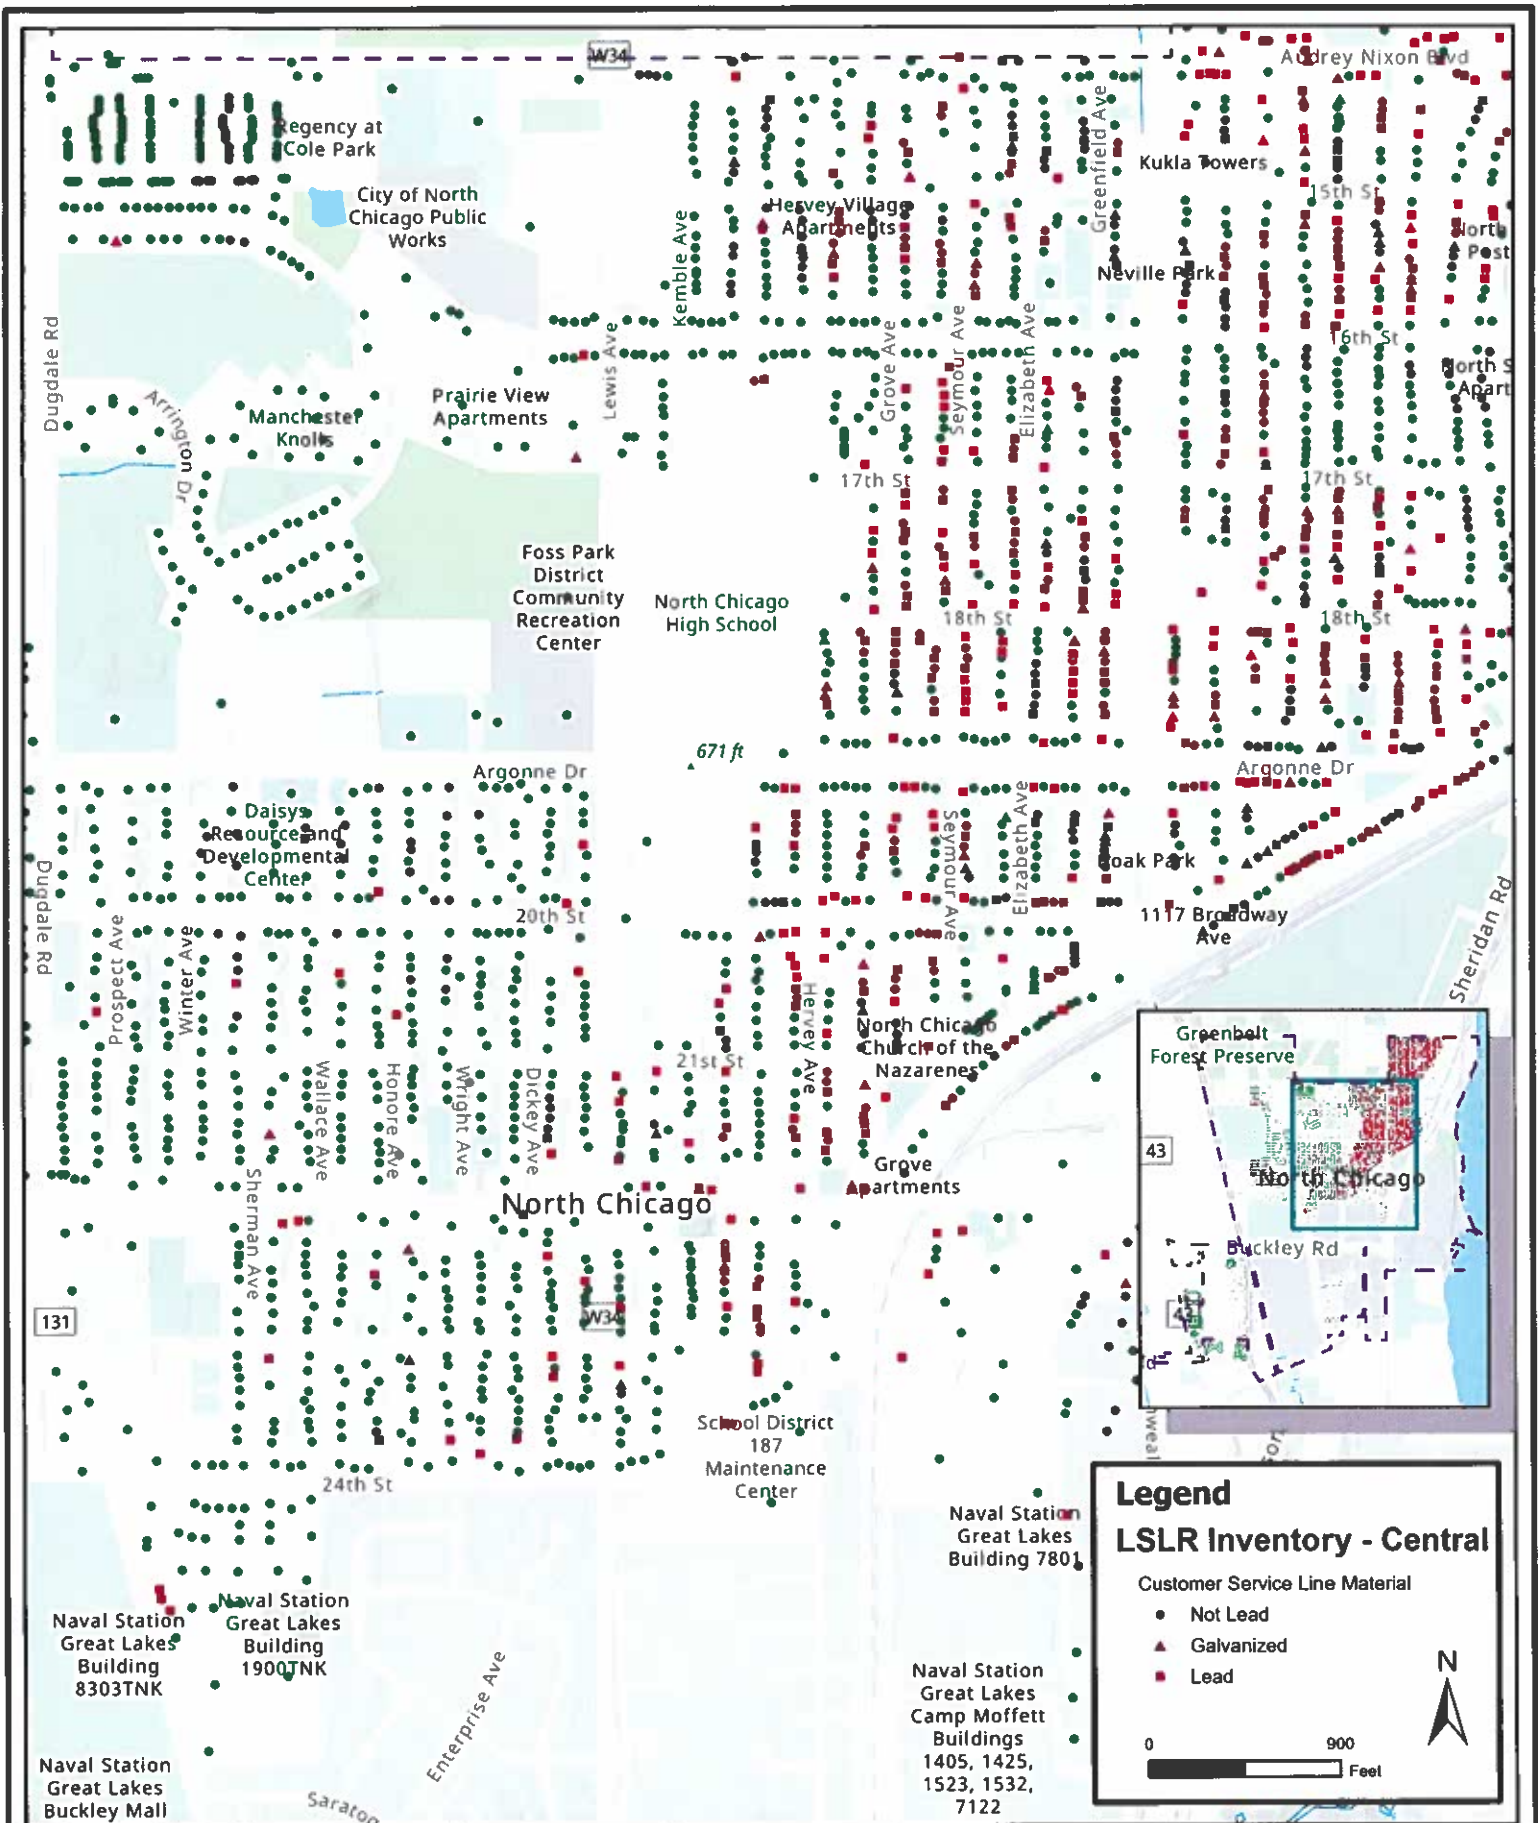 W34
Audrey Nixon Blvd
Regency at
Cole Park
Greenfield Ave
Kukla Towers
City of North
Chicago Public
Works
15th St
Hervey Village
Apartments
Kemble Ave
North
Post
Neville Park
Dugdale Rd
Lewis Ave
Grove Ave
Seymour Ave
Elizabeth Ave
16th St
North S
Apart
Arrington Dr
Manchester
Knolls
Prairie View
Apartments
17th St
17th St
Foss Park
District
Community
Recreation
Center
North Chicago
High School
18th St
18th St
671 ft
Argonne Dr
Argonne Dr
Daisys
Resource and
Developmental
Center
Seymour Ave
Elizabeth Ave
oak Park
Dugdale Rd
20th St
1117 Broadway
Ave
Sheridan Rd
Prospect Ave
Winter Ave
Hervey Ave
North Chicago
Church of the
Nazarenes
21st St
Wallace Ave
Honore Ave
Wright Ave
Dickey Ave
Sherman Ave
Grove
Apartments
North Chicago
Greenbelt
Forest Preserve
43
North Chicago
Buckley Rd
131
W34
School District
187
Maintenance
Center
24th St
Naval Station
Great Lakes
Building 7801
Naval Station
Great Lakes
Building
8303TNK
Naval Station
Great Lakes
Building
1900TNK
Enterprise Ave
Naval Station
Great Lakes
Camp Moffett
Buildings
1405, 1425,
1523, 1532,
7122
Naval Station
Great Lakes
Buckley Mall
Saratog
Legend
LSLR Inventory - Central
Customer Service Line Material
Not Lead
Galvanized
Lead
N
0 900
Feet